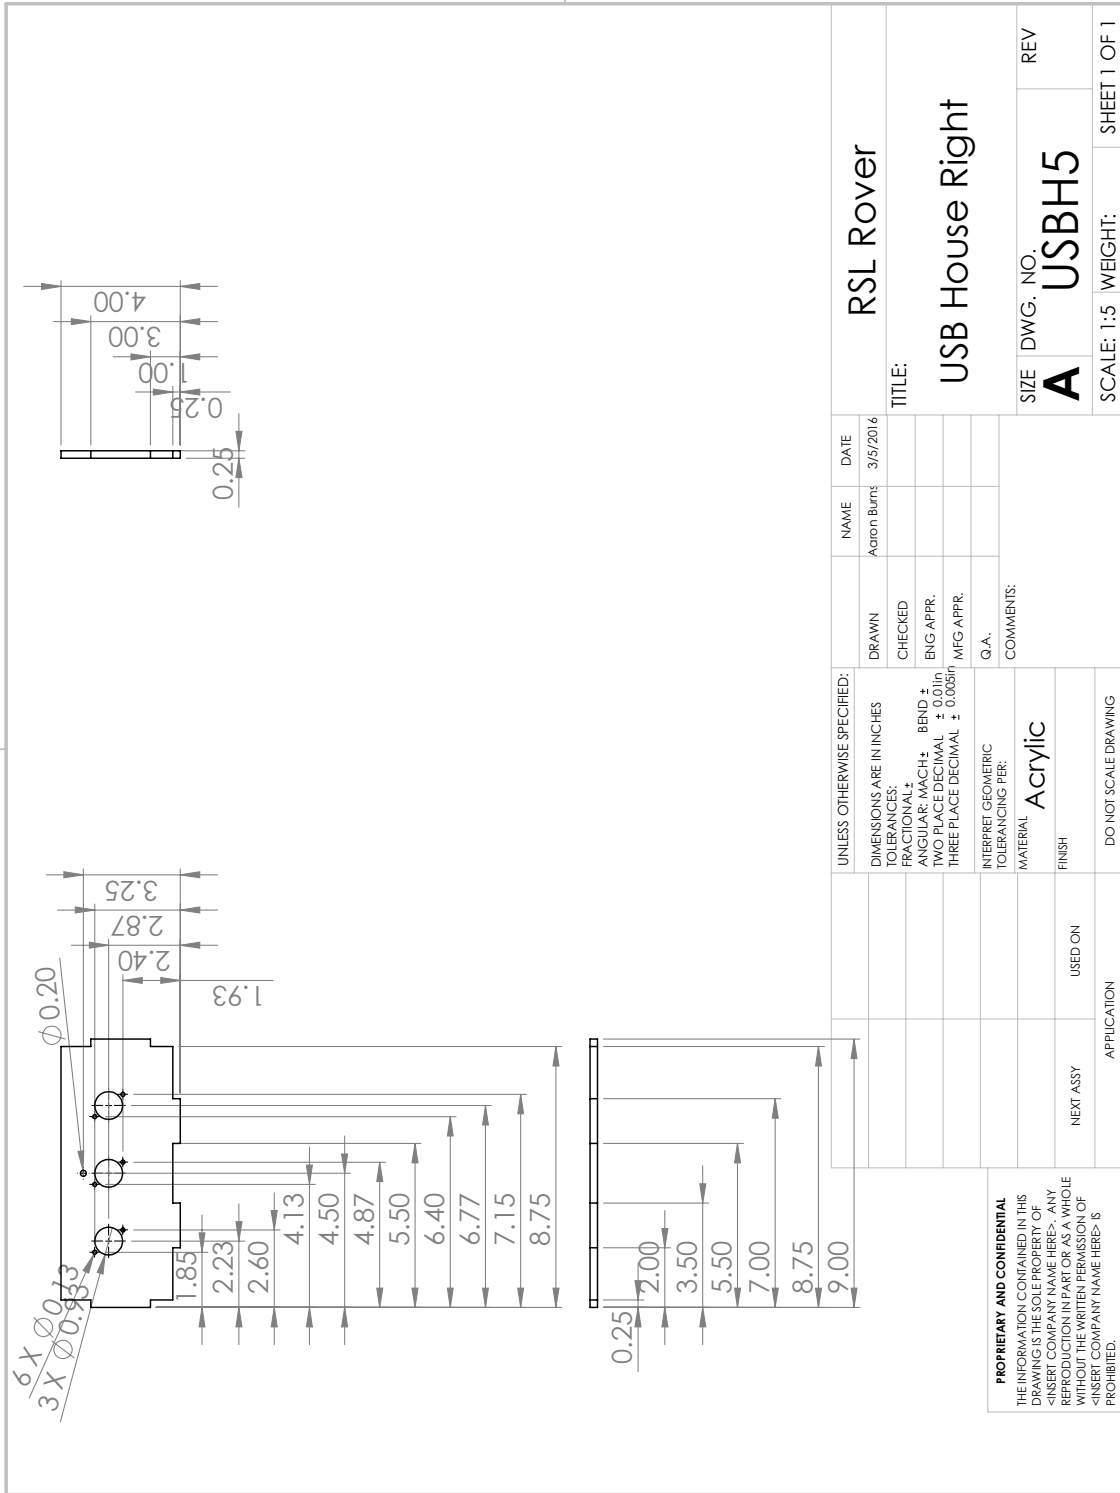 6 X ∅ 0.13
3 X ∅ 0.93
∅ 0.20
1.93
2.40
2.87
3.25
1.85
2.23
2.60
4.13
4.50
4.87
5.50
6.40
6.77
7.15
8.75
0.25
0.25
1.00
3.00
4.00
0.25
2.00
3.50
5.50
7.00
8.75
9.00
PROPRIETARY AND CONFIDENTIAL
THE INFORMATION CONTAINED IN THIS
DRAWING IS THE SOLE PROPERTY OF
<INSERT COMPANY NAME HERE>. ANY
REPRODUCTION IN PART OR AS A WHOLE
WITHOUT THE WRITTEN PERMISSION OF
<INSERT COMPANY NAME HERE> IS
PROHIBITED.
NEXT ASSY
USED ON
APPLICATION
UNLESS OTHERWISE SPECIFIED:
DIMENSIONS ARE IN INCHES
TOLERANCES:
FRACTIONAL±
ANGULAR: MACH± BEND ±
TWO PLACE DECIMAL ± 0.01in
THREE PLACE DECIMAL ± 0.005in
INTERPRET GEOMETRIC
TOLERANCING PER:
MATERIAL
Acrylic
FINISH
DO NOT SCALE DRAWING
NAME
DATE
DRAWN
Aaron Burns
3/5/2016
CHECKED
ENG APPR.
MFG APPR.
Q.A.
COMMENTS:
RSL Rover
TITLE:
USB House Right
SIZE
A
DWG. NO.
USBH5
REV
SCALE: 1:5
WEIGHT:
SHEET 1 OF 1